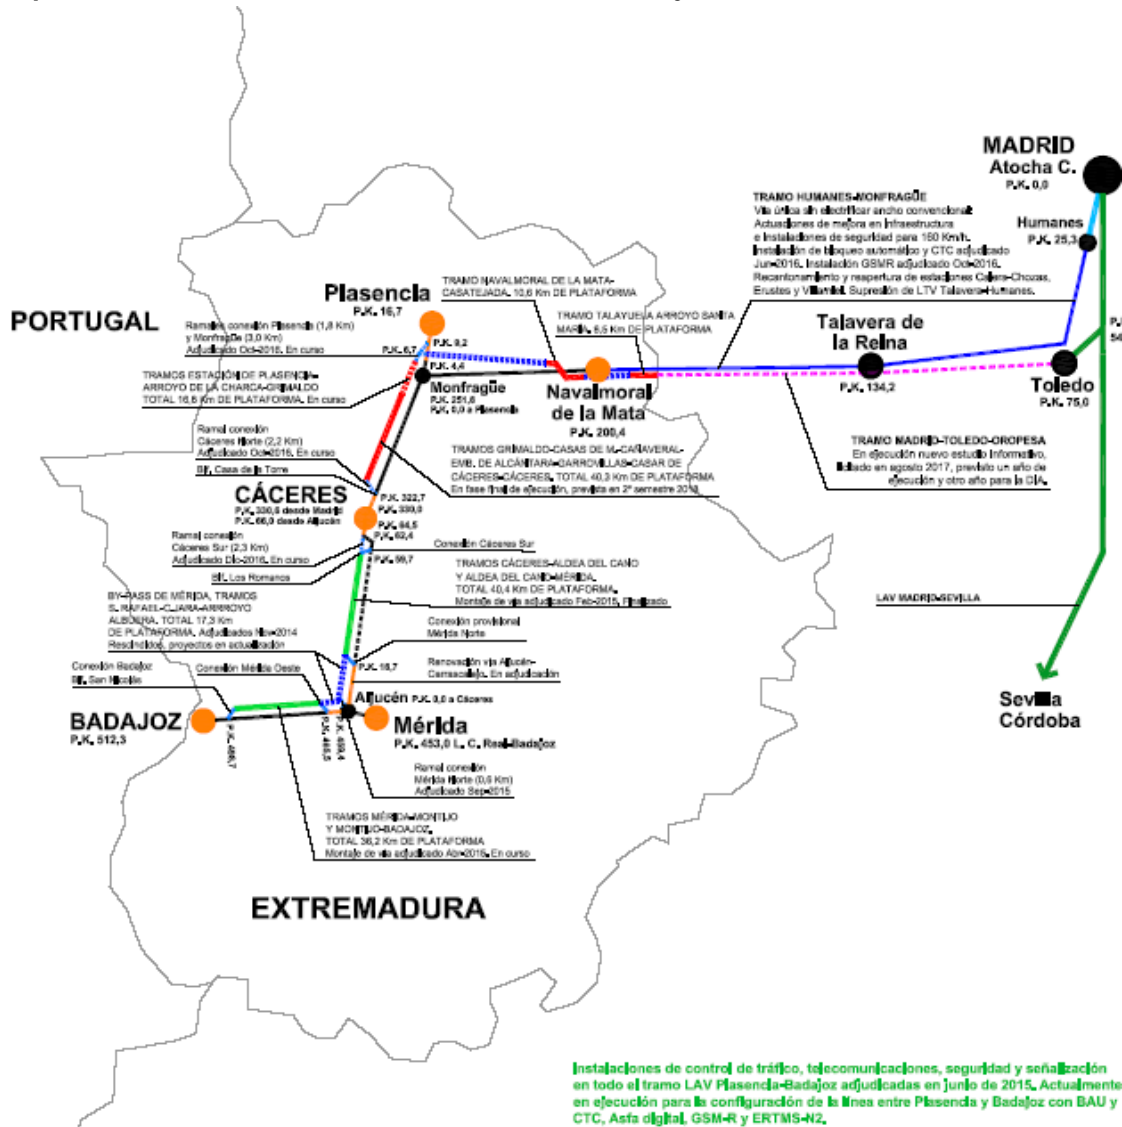 MADRID
Atocha C.
P.K. 0,0
Humanes
P.K. 25,3
TRAMO HUMANES-MONFRAGÜE
Vía única sin electrificar ancho convencional:
Actuaciones de mejora en infraestructura
e instalaciones de seguridad para 160 Km/h.
Instalación de bloqueo automático y CTC adjudicado
Jun-2016. Instalación GSMR adjudicado Oct-2016.
Recantonamiento y reapertura de estaciones Calera-Chozas,
Erustes y Villamiel. Supresión de LTV Talavera-Humanes.
TRAMO NAVALMORAL DE LA MATA-
CASATEJADA. 10,6 Km DE PLATAFORMA
TRAMO TALAYUELA ARROYO SANTA
MARÍA. 6,5 Km DE PLATAFORMA
Plasencia
P.K. 16,7
PORTUGAL
Ramales conexión Plasencia (1,8 Km)
y Monfragüe (3,0 Km)
Adjudicado Oct-2016. En curso
P.K. 9,2
P.K. 6,7
P.K. 4,4
TRAMOS ESTACIÓN DE PLASENCIA-
ARROYO DE LA CHARCA-GRIMALDO
TOTAL 16,6 Km DE PLATAFORMA. En curso
Monfragüe
P.K. 251,6
P.K. 0,0 a Plasencia
Navalmoral
de la Mata
P.K. 200,4
Talavera de
la Reina
P.K. 134,2
Toledo
P.K. 75,0
P.
54
TRAMO MADRID-TOLEDO-OROPESA
En ejecución nuevo estudio informativo,
licitado en agosto 2017, previsto un año de
ejecución y otro año para la DIA.
Ramal conexión
Cáceres Norte (2,2 Km)
Adjudicado Oct-2016. En curso
Bif. Casa de la Torre
TRAMOS GRIMALDO-CASAS DE M.-CAÑAVERAL-
EMB. DE ALCÁNTARA-GARROVILLAS-CASAR DE
CÁCERES-CÁCERES. TOTAL 40,3 Km DE PLATAFORMA
En fase final de ejecución, prevista en 2º semestre
CÁCERES
P.K. 330,6 desde Madrid
P.K. 66,0 desde Aljucén
P.K. 322,7
P.K. 330,0
P.K. 64,5
P.K. 62,4
P.K. 59,7
Ramal conexión
Cáceres Sur (2,3 Km)
Adjudicado Dic-2016. En curso
Bif. Los Romanos
Conexión Cáceres Sur
TRAMOS CÁCERES-ALDEA DEL CANO
Y ALDEA DEL CANO-MÉRIDA.
TOTAL 40,4 Km DE PLATAFORMA.
Montaje de vía adjudicado Feb-2015. Finalizado
LAV MADRID-SEVILLA
BY-PASS DE MÉRIDA, TRAMOS
S. RAFAEL-CIJARA-ARRROYO
ALBUERA. TOTAL 17,3 Km
DE PLATAFORMA. Adjudicados Nov-2014
Rescindidos, proyectos en actualización
Conexión provisional
Mérida Norte
P.K. 18,7
Renovación vía Aljucén-
Carrascalejo. En adjudicación
Conexión Badajoz
Bif. San Nicolás
Conexión Mérida Oeste
Aljucén P.K. 0,0 a Cáceres
BADAJOZ
P.K. 512,3
Mérida
P.K. 453,0 L. C. Real-Badajoz
P.K. 459,4
Ramal conexión
Mérida Norte (0,6 Km)
Adjudicado Sep-2015
Sevilla
Córdoba
TRAMOS MÉRIDA-MONTIJO
Y MONTIJO-BADAJOZ.
TOTAL 36,2 Km DE PLATAFORMA
Montaje de vía adjudicado Abr-2016. En curso
EXTREMADURA
Instalaciones de control de tráfico, telecomunicaciones, seguridad y señalización
en todo el tramo LAV Plasencia-Badajoz adjudicadas en junio de 2015. Actualmente
en ejecución para la configuración de la línea entre Plasencia y Badajoz con BAU y
CTC, Asfa digital, GSM-R y ERTMS-N2.